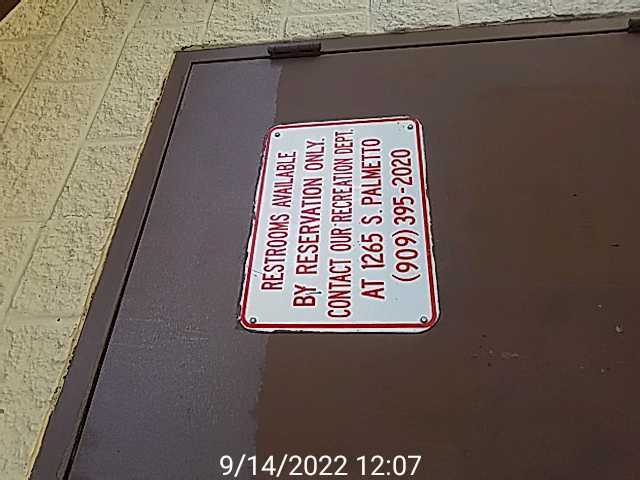 RESTROOMS AVAILABLE
BY RESERVATION ONLY.
CONTACT OUR RECREATION DEPT.
AT 1265 S. PALMETTO
(909) 395-2020
9/14/2022 12:07